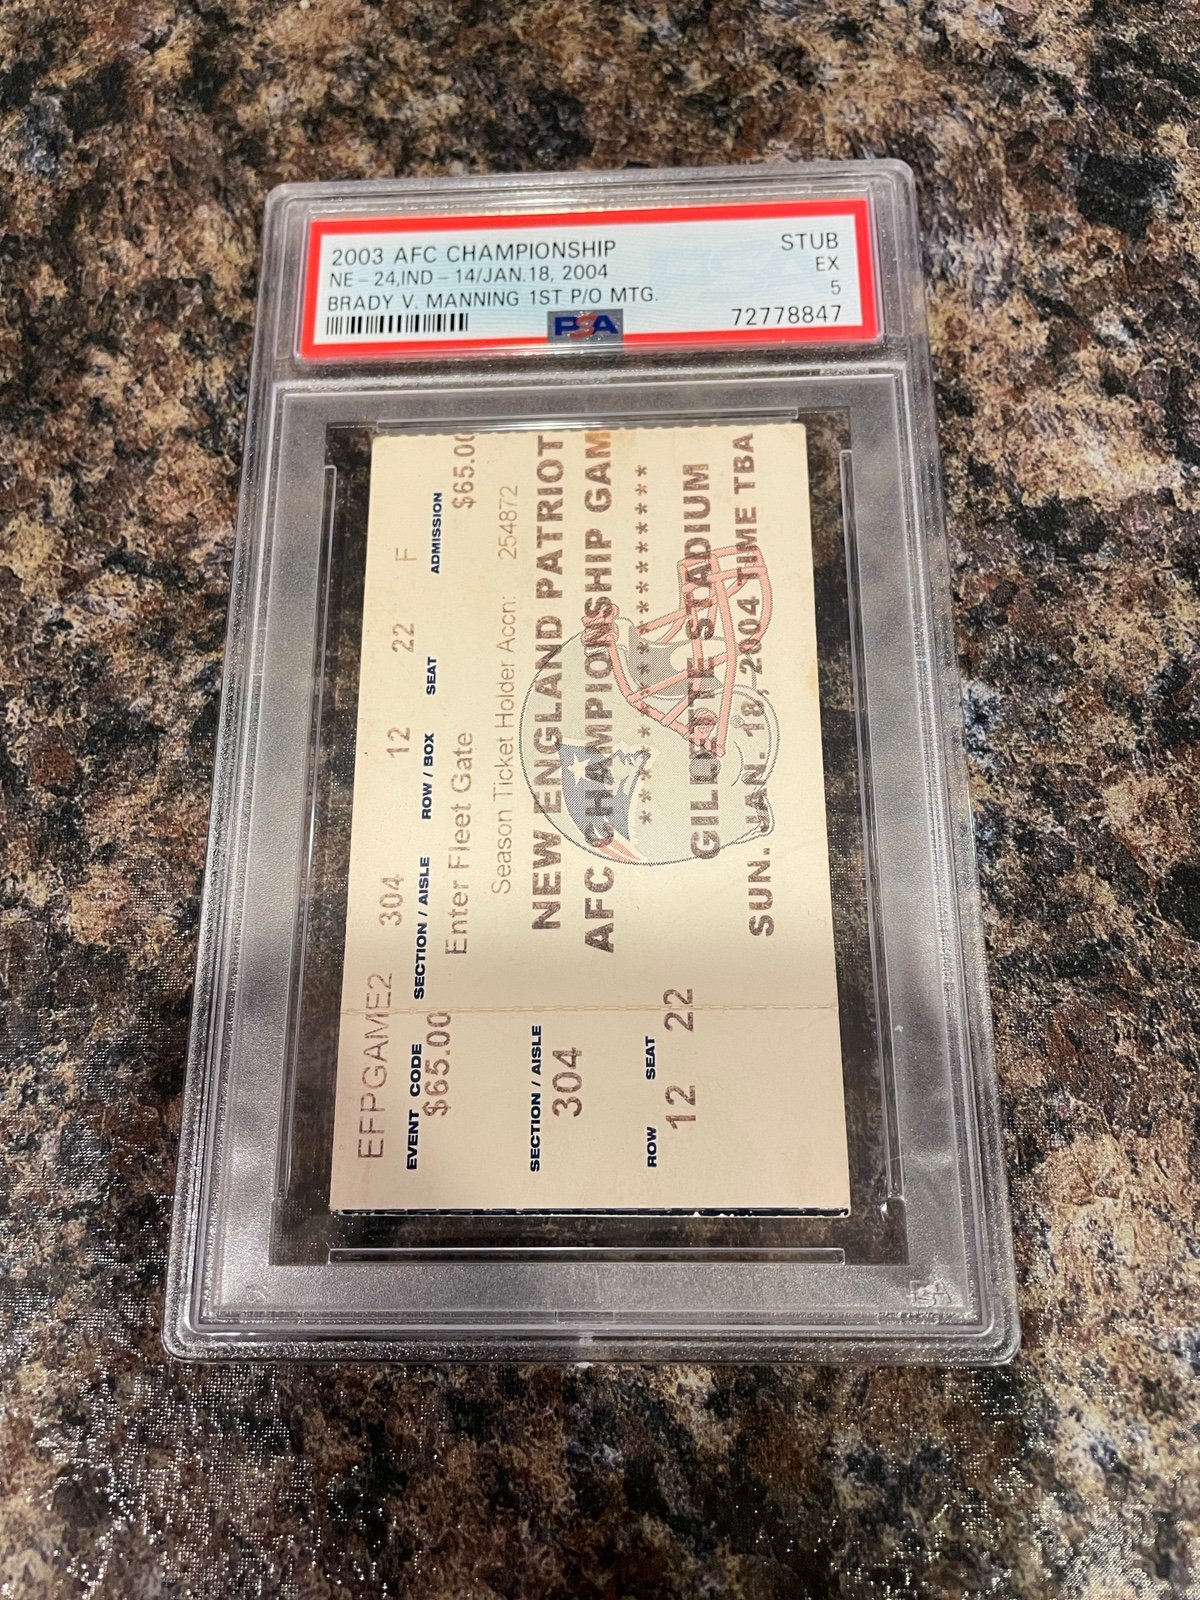 2003 AFC CHAMPIONSHIP STUB
NE-24,IND-14/JAN.18, 2004 EX
BRADY V. MANNING 1ST P/O MTG. 5
PSA 72778847
EFPGAME2 304 12 22 F $65.00
EVENT CODE SECTION / AISLE ROW / BOX SEAT ADMISSION
$65.00 Enter Fleet Gate
Season Ticket Holder Accn: 254872
NEW ENGLAND PATRIOT
AFC CHAMPIONSHIP GAM
****************
GILLETTE STADIUM
SUN. JAN. 18, 2004 TIME TBA
SECTION / AISLE
304
ROW SEAT
12 22